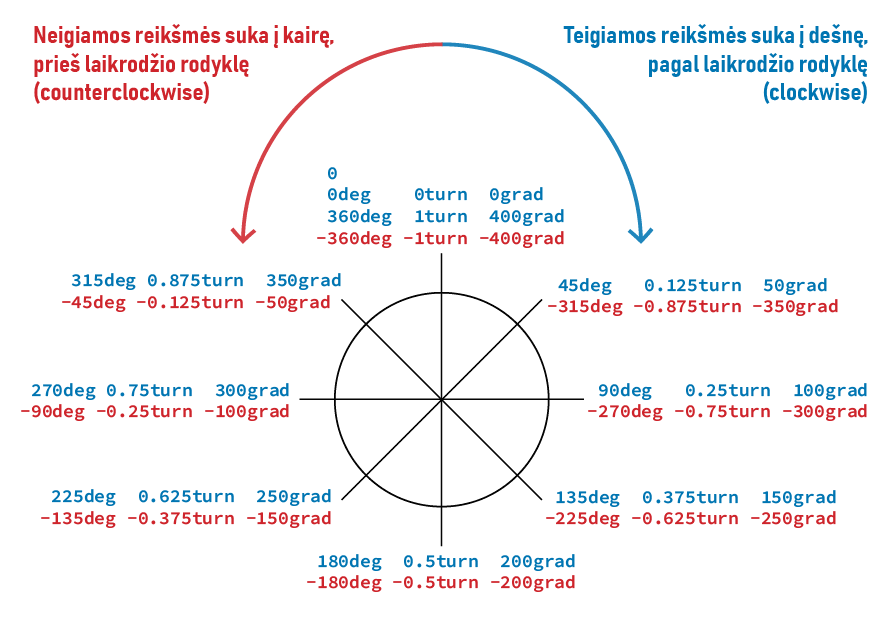 Neigiamos reikšmės suka į kairę,
prieš laikrodžio rodyklę
(counterclockwise)
Teigiamos reikšmės suka į dešnę,
pagal laikrodžio rodyklę
(clockwise)
0
0deg 0turn 0grad
360deg 1turn 400grad
-360deg -1turn -400grad
315deg 0.875turn 350grad
-45deg -0.125turn -50grad
45deg 0.125turn 50grad
-315deg -0.875turn -350grad
270deg 0.75turn 300grad
-90deg -0.25turn -100grad
90deg 0.25turn 100grad
-270deg -0.75turn -300grad
225deg 0.625turn 250grad
-135deg -0.375turn -150grad
135deg 0.375turn 150grad
-225deg -0.625turn -250grad
180deg 0.5turn 200grad
-180deg -0.5turn -200grad